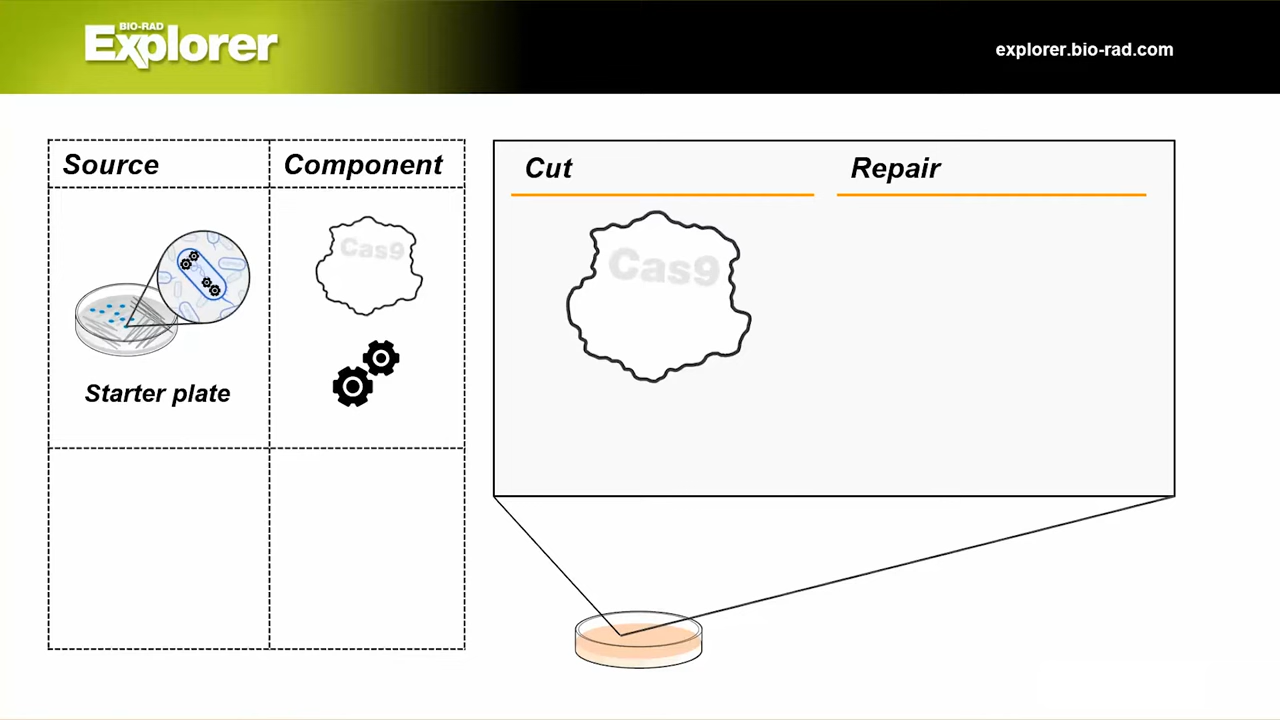 BIO-RAD
Explorer
explorer.bio-rad.com
Source
Component
Cas9
Starter plate
Cut
Repair
Cas9